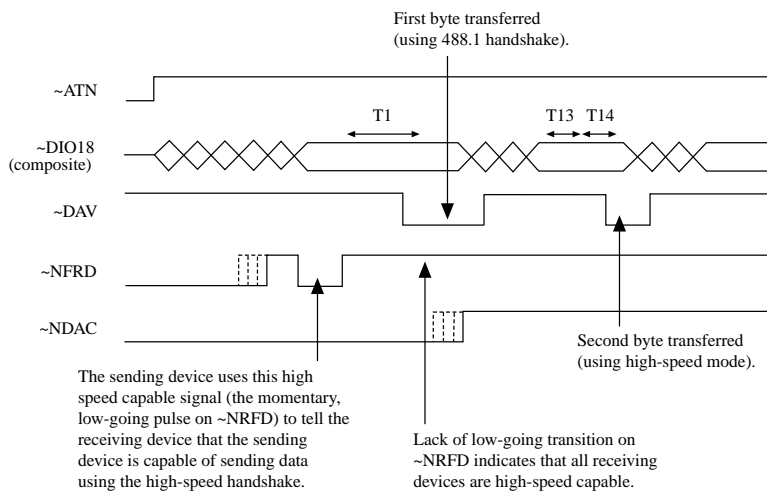 First byte transferred
(using 488.1 handshake).
~ATN
T1
T13
T14
~DIO18
(composite)
~DAV
~NFRD
~NDAC
Second byte transferred
(using high-speed mode).
The sending device uses this high
speed capable signal (the momentary,
low-going pulse on ~NRFD) to tell the
receiving device that the sending
device is capable of sending data
using the high-speed handshake.
Lack of low-going transition on
~NRFD indicates that all receiving
devices are high-speed capable.